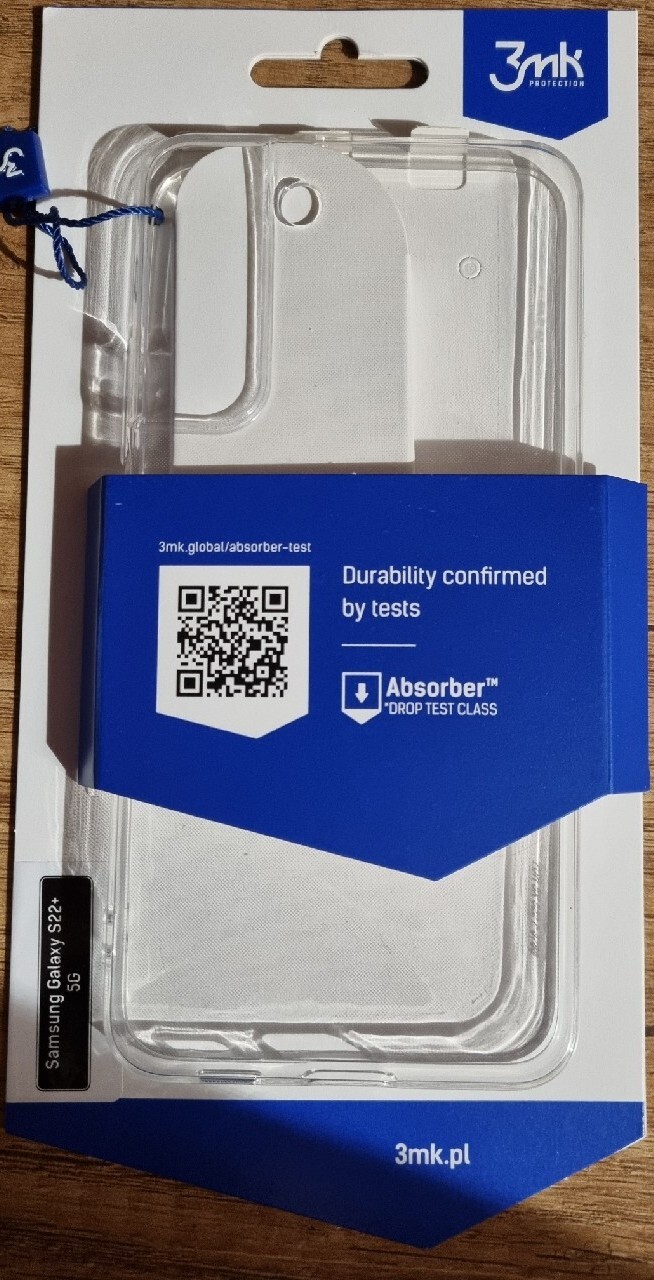 3mk
PROTECTION
3m
3mk.global/absorber-test
Durability confirmed
by tests
Absorber™
*DROP TEST CLASS
Samsung Galaxy S22+
5G
3mk.pl